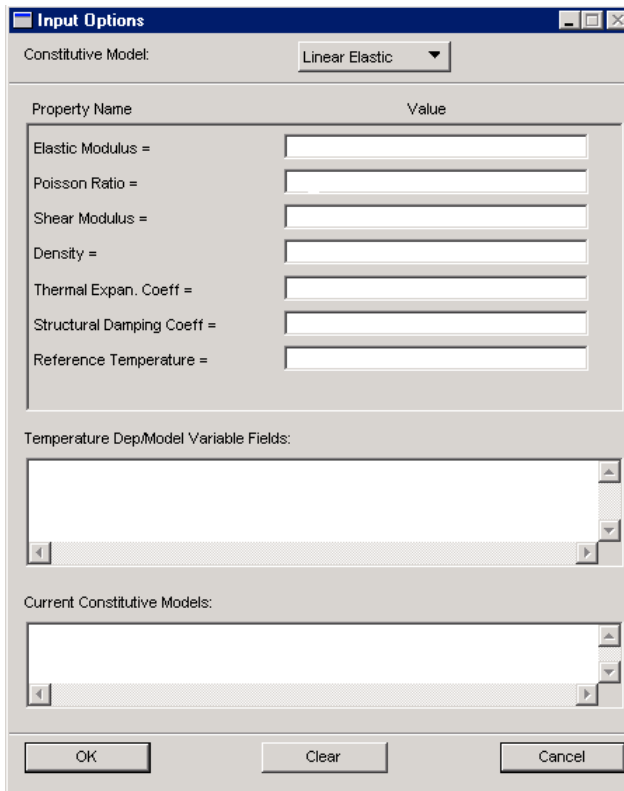 Input Options
Constitutive Model: Linear Elastic
Property Name Value
Elastic Modulus =
Poisson Ratio =
Shear Modulus =
Density =
Thermal Expan. Coeff =
Structural Damping Coeff =
Reference Temperature =
Temperature Dep/Model Variable Fields:
Current Constitutive Models:
OK Clear Cancel